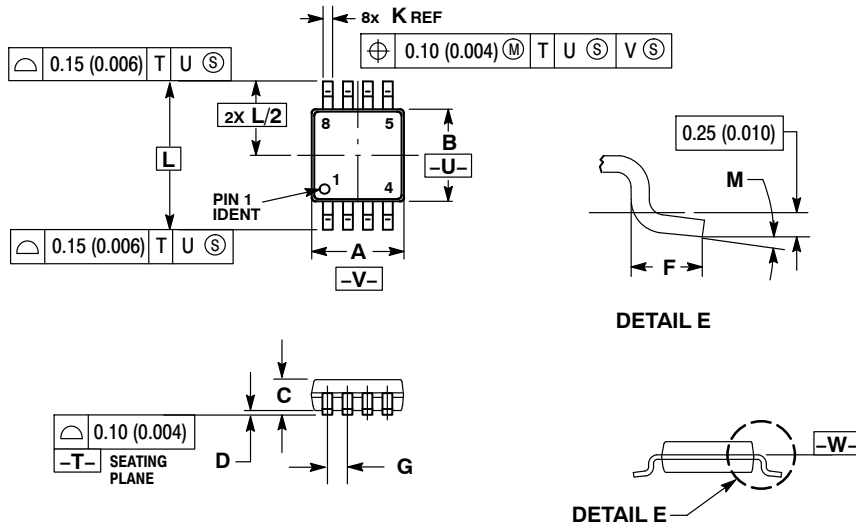 8x K REF
⌓ 0.15 (0.006) T U Ⓢ
⌖ 0.10 (0.004) Ⓜ T U Ⓢ V Ⓢ
2X L/2
8 5
L
B
–U–
PIN 1
IDENT
1
4
⌓ 0.15 (0.006) T U Ⓢ
A
–V–
0.25 (0.010)
M
F
DETAIL E
C
⌓ 0.10 (0.004)
–T– SEATING
PLANE
D
G
–W–
DETAIL E